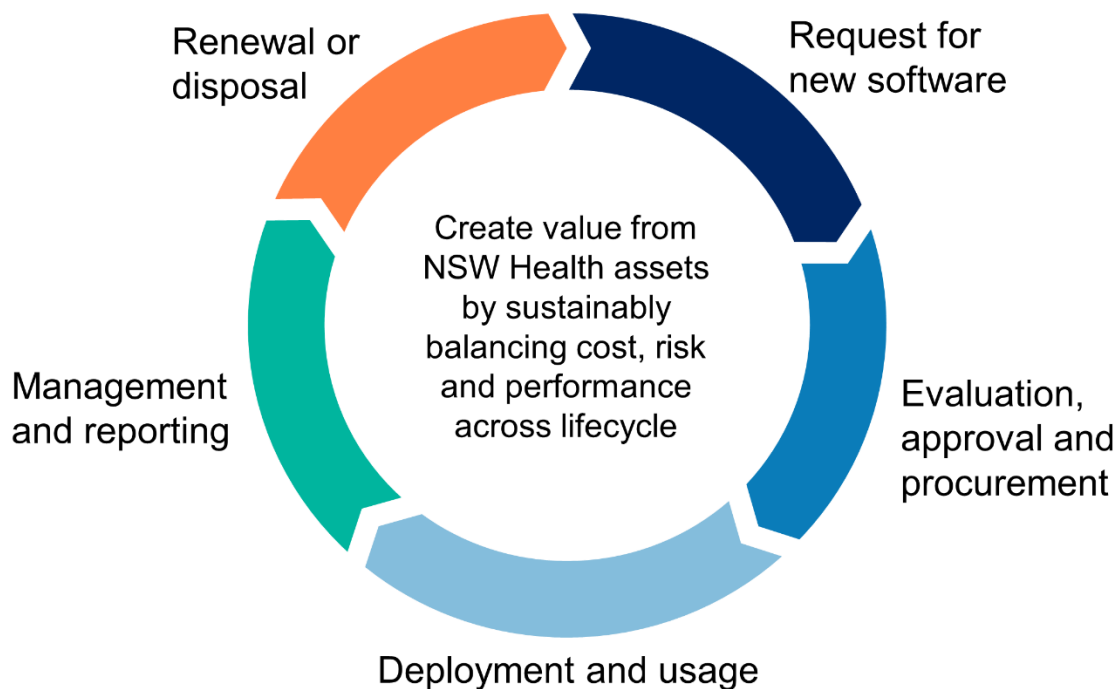 Renewal or
disposal
Request for
new software
Create value from
NSW Health assets
by sustainably
balancing cost, risk
and performance
across lifecycle
Management
and reporting
Evaluation,
approval and
procurement
Deployment and usage